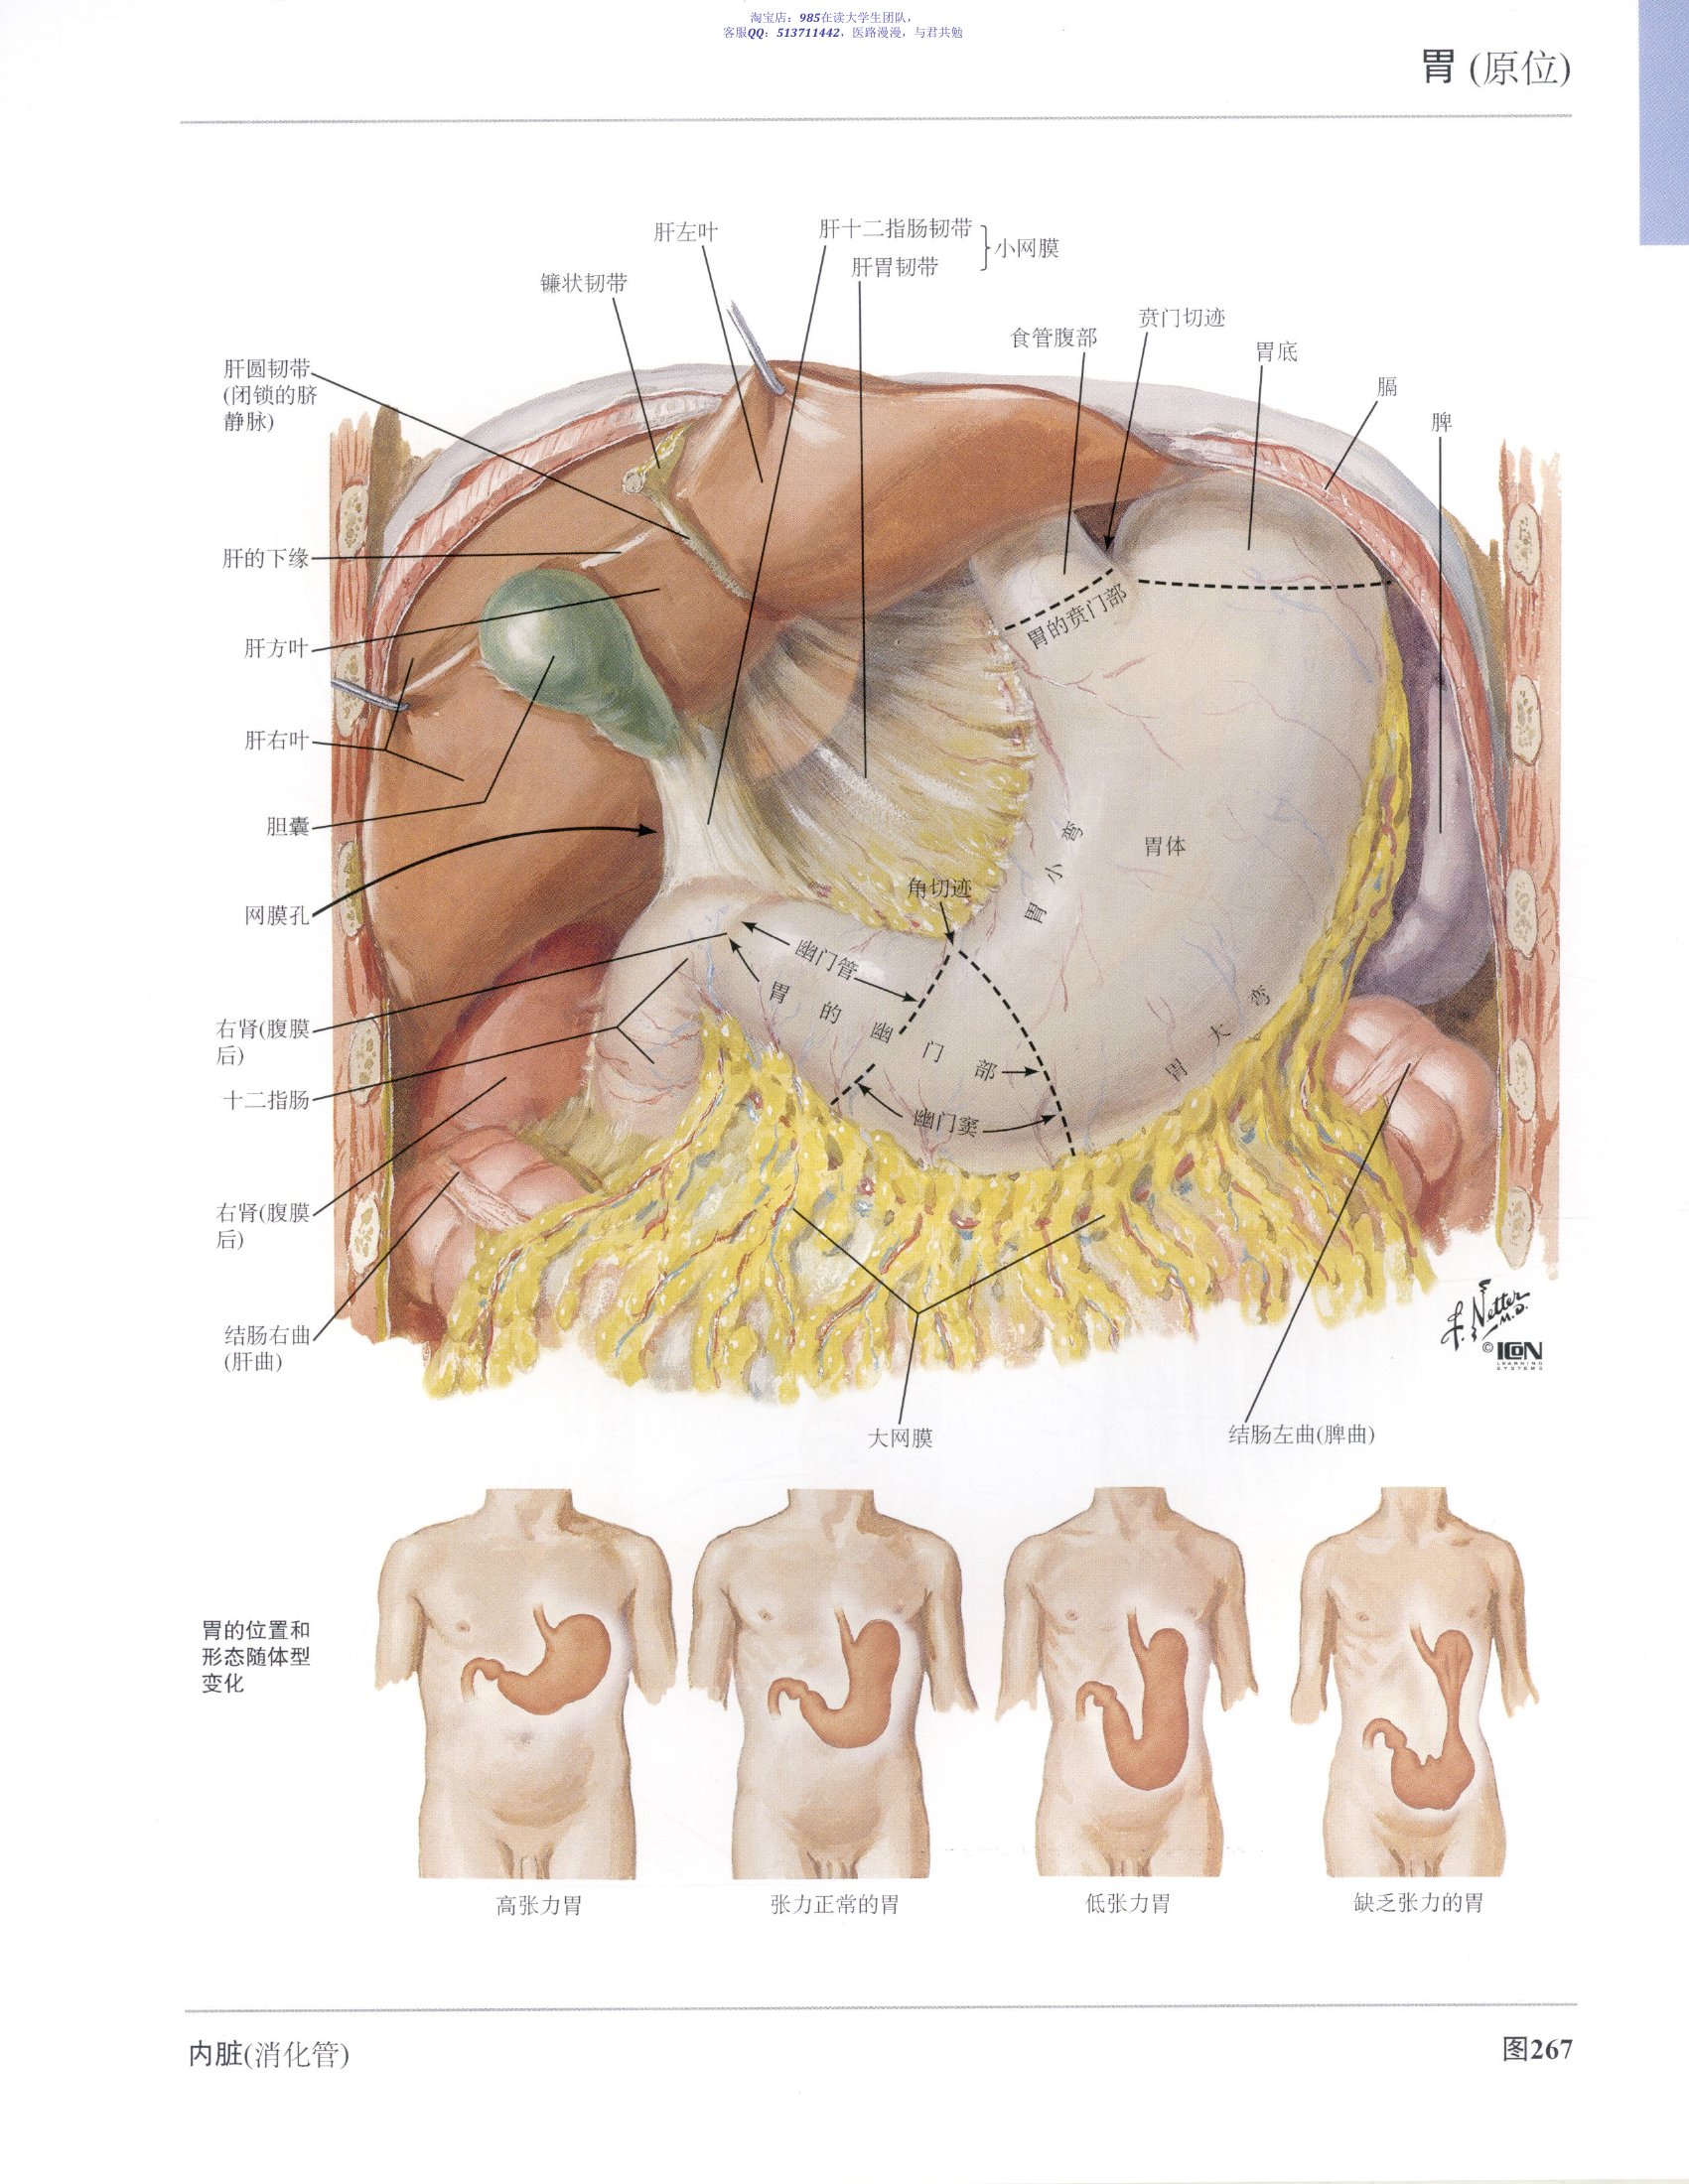 淘宝店：985在读大学生团队，
客服QQ：513711442，医路漫漫，与君共勉
胃 (原位)
肝左叶
肝十二指肠韧带
肝胃韧带
小网膜
镰状韧带
食管腹部
贲门切迹
胃底
膈
脾
肝圆韧带
(闭锁的脐
静脉)
肝的下缘
肝方叶
肝右叶
胆囊
网膜孔
右肾(腹膜
后)
十二指肠
右肾(腹膜
后)
结肠右曲
(肝曲)
胃的贲门部
胃小弯
胃体
角切迹
幽门管
胃的幽门部
幽门窦
胃大弯
大网膜
结肠左曲(脾曲)
F. Netter
M.D.
© ICON
LEARNING
SYSTEMS
胃的位置和
形态随体型
变化
高张力胃
张力正常的胃
低张力胃
缺乏张力的胃
内脏(消化管)
图267